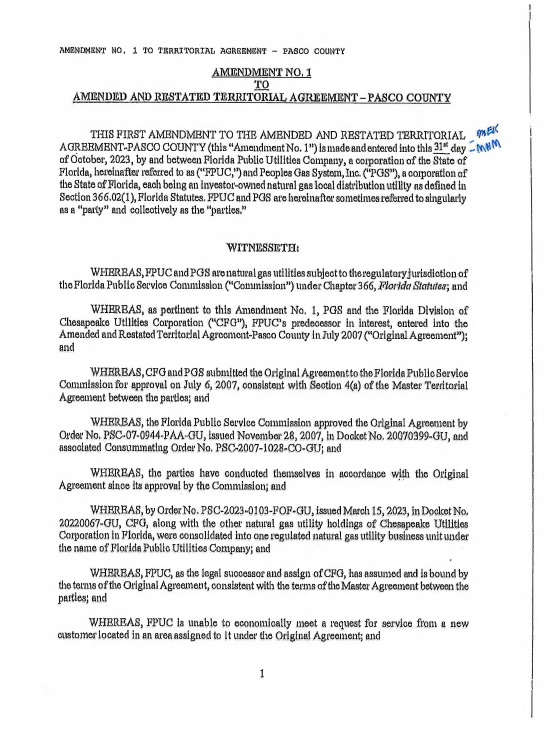 AMENDMENT NO. 1 TO TERRITORIAL AGREEMENT – PASCO COUNTY
AMENDMENT NO. 1
TO
AMENDED AND RESTATED TERRITORIAL AGREEMENT – PASCO COUNTY
THIS FIRST AMENDMENT TO THE AMENDED AND RESTATED TERRITORIAL
AGREEMENT-PASCO COUNTY (this “Amendment No. 1”) is made and entered into this 31st day
of October, 2023, by and between Florida Public Utilities Company, a corporation of the State of
Florida, hereinafter referred to as (“FPUC,”) and Peoples Gas System, Inc. (“PGS”), a corporation of
the State of Florida, each being an investor-owned natural gas local distribution utility as defined in
Section 366.02(1), Florida Statutes. FPUC and PGS are hereinafter sometimes referred to singularly
as a “party” and collectively as the “parties.”
WITNESSETH:
WHEREAS, FPUC and PGS are natural gas utilities subject to the regulatory jurisdiction of
the Florida Public Service Commission (“Commission”) under Chapter 366, Florida Statutes; and
WHEREAS, as pertinent to this Amendment No. 1, PGS and the Florida Division of
Chesapeake Utilities Corporation (“CFG”), FPUC’s predecessor in interest, entered into the
Amended and Restated Territorial Agreement-Pasco County in July 2007 (“Original Agreement”);
and
WHEREAS, CFG and PGS submitted the Original Agreement to the Florida Public Service
Commission for approval on July 6, 2007, consistent with Section 4(a) of the Master Territorial
Agreement between the parties; and
WHEREAS, the Florida Public Service Commission approved the Original Agreement by
Order No. PSC-07-0944-PAA-GU, issued November 28, 2007, in Docket No. 20070399-GU, and
associated Consummating Order No. PSC-2007-1028-CO-GU; and
WHEREAS, the parties have conducted themselves in accordance with the Original
Agreement since its approval by the Commission; and
WHEREAS, by Order No. PSC-2023-0103-FOF-GU, issued March 15, 2023, in Docket No.
20220067-GU, CFG, along with the other natural gas utility holdings of Chesapeake Utilities
Corporation in Florida, were consolidated into one regulated natural gas utility business unit under
the name of Florida Public Utilities Company; and
WHEREAS, FPUC, as the legal successor and assign of CFG, has assumed and is bound by
the terms of the Original Agreement, consistent with the terms of the Master Agreement between the
parties; and
WHEREAS, FPUC is unable to economically meet a request for service from a new
customer located in an area assigned to it under the Original Agreement; and
1